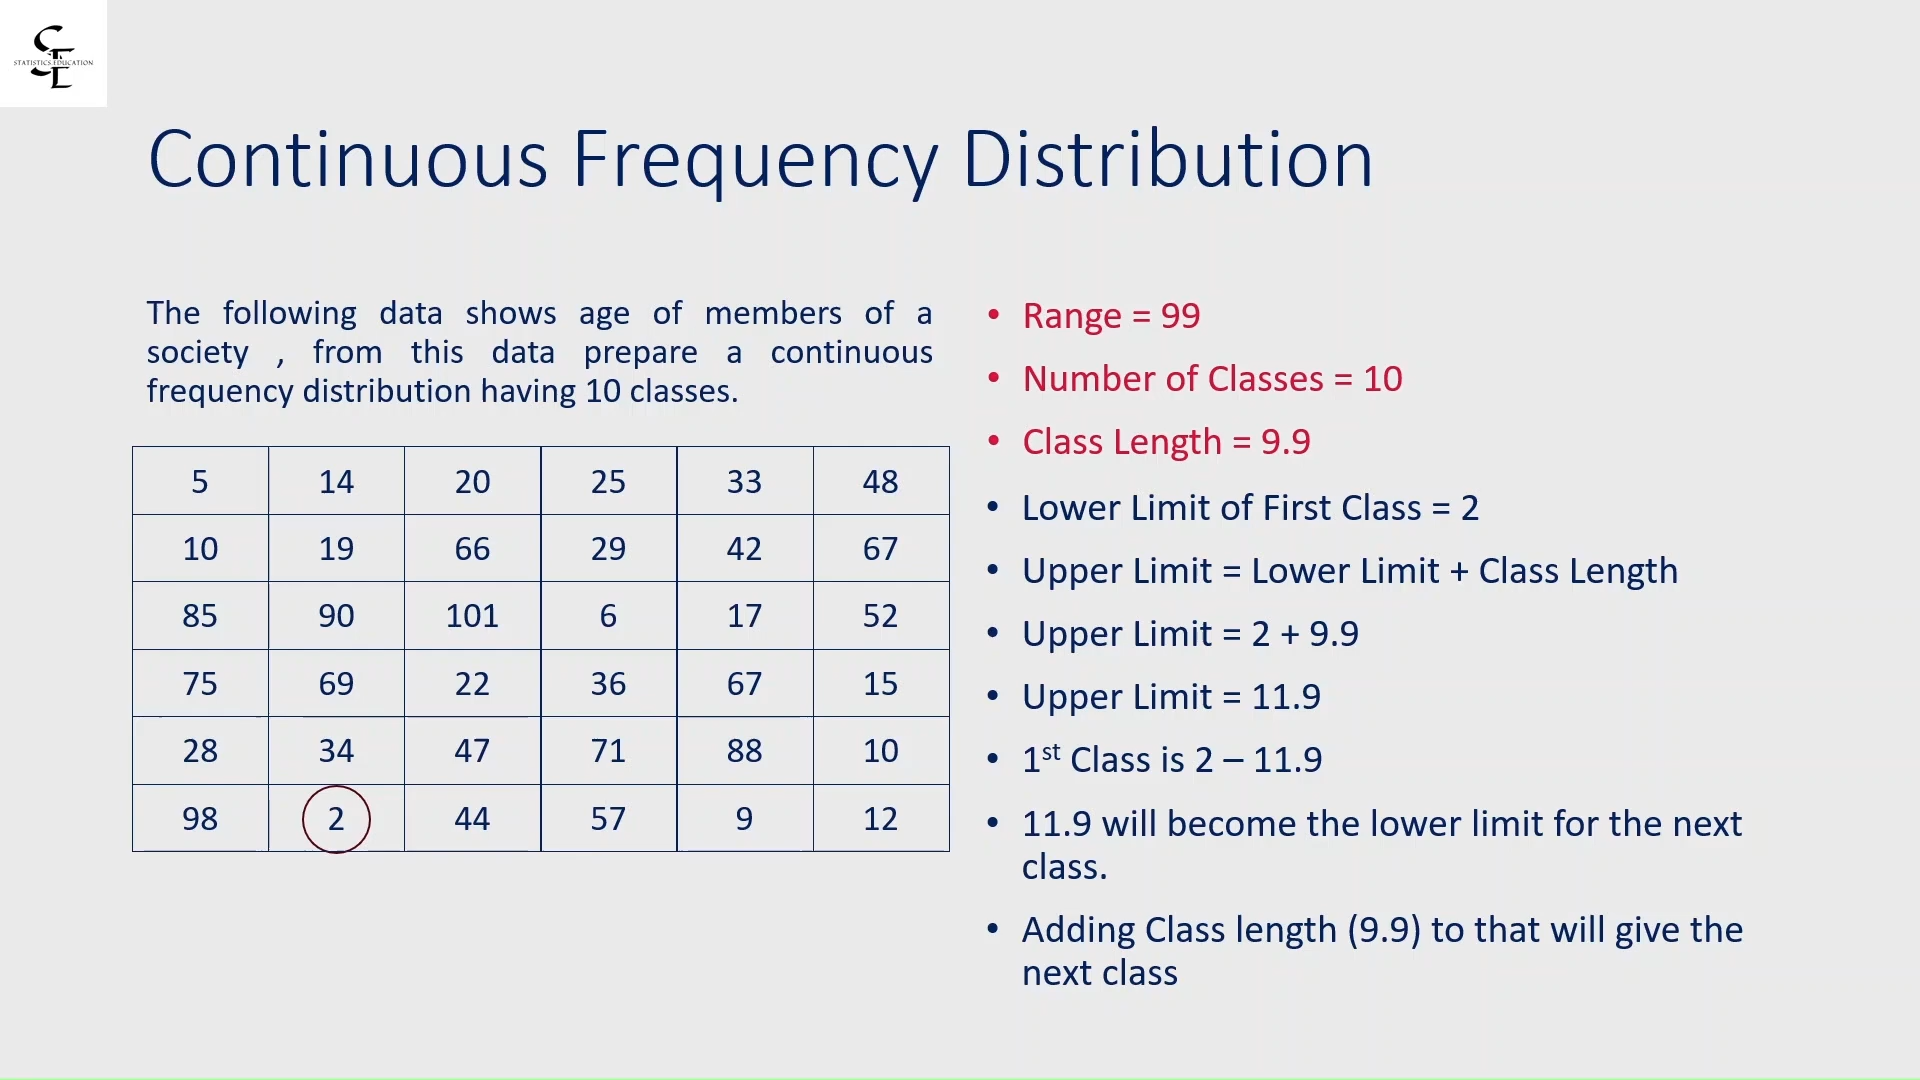 STATISTICS EDUCATION
Continuous Frequency Distribution
The following data shows age of members of a
society , from this data prepare a continuous
frequency distribution having 10 classes.
5 14 20 25 33 48
10 19 66 29 42 67
85 90 101 6 17 52
75 69 22 36 67 15
28 34 47 71 88 10
98 2 44 57 9 12
• Range = 99
• Number of Classes = 10
• Class Length = 9.9
• Lower Limit of First Class = 2
• Upper Limit = Lower Limit + Class Length
• Upper Limit = 2 + 9.9
• Upper Limit = 11.9
• 1st Class is 2 – 11.9
• 11.9 will become the lower limit for the next
class.
• Adding Class length (9.9) to that will give the
next class